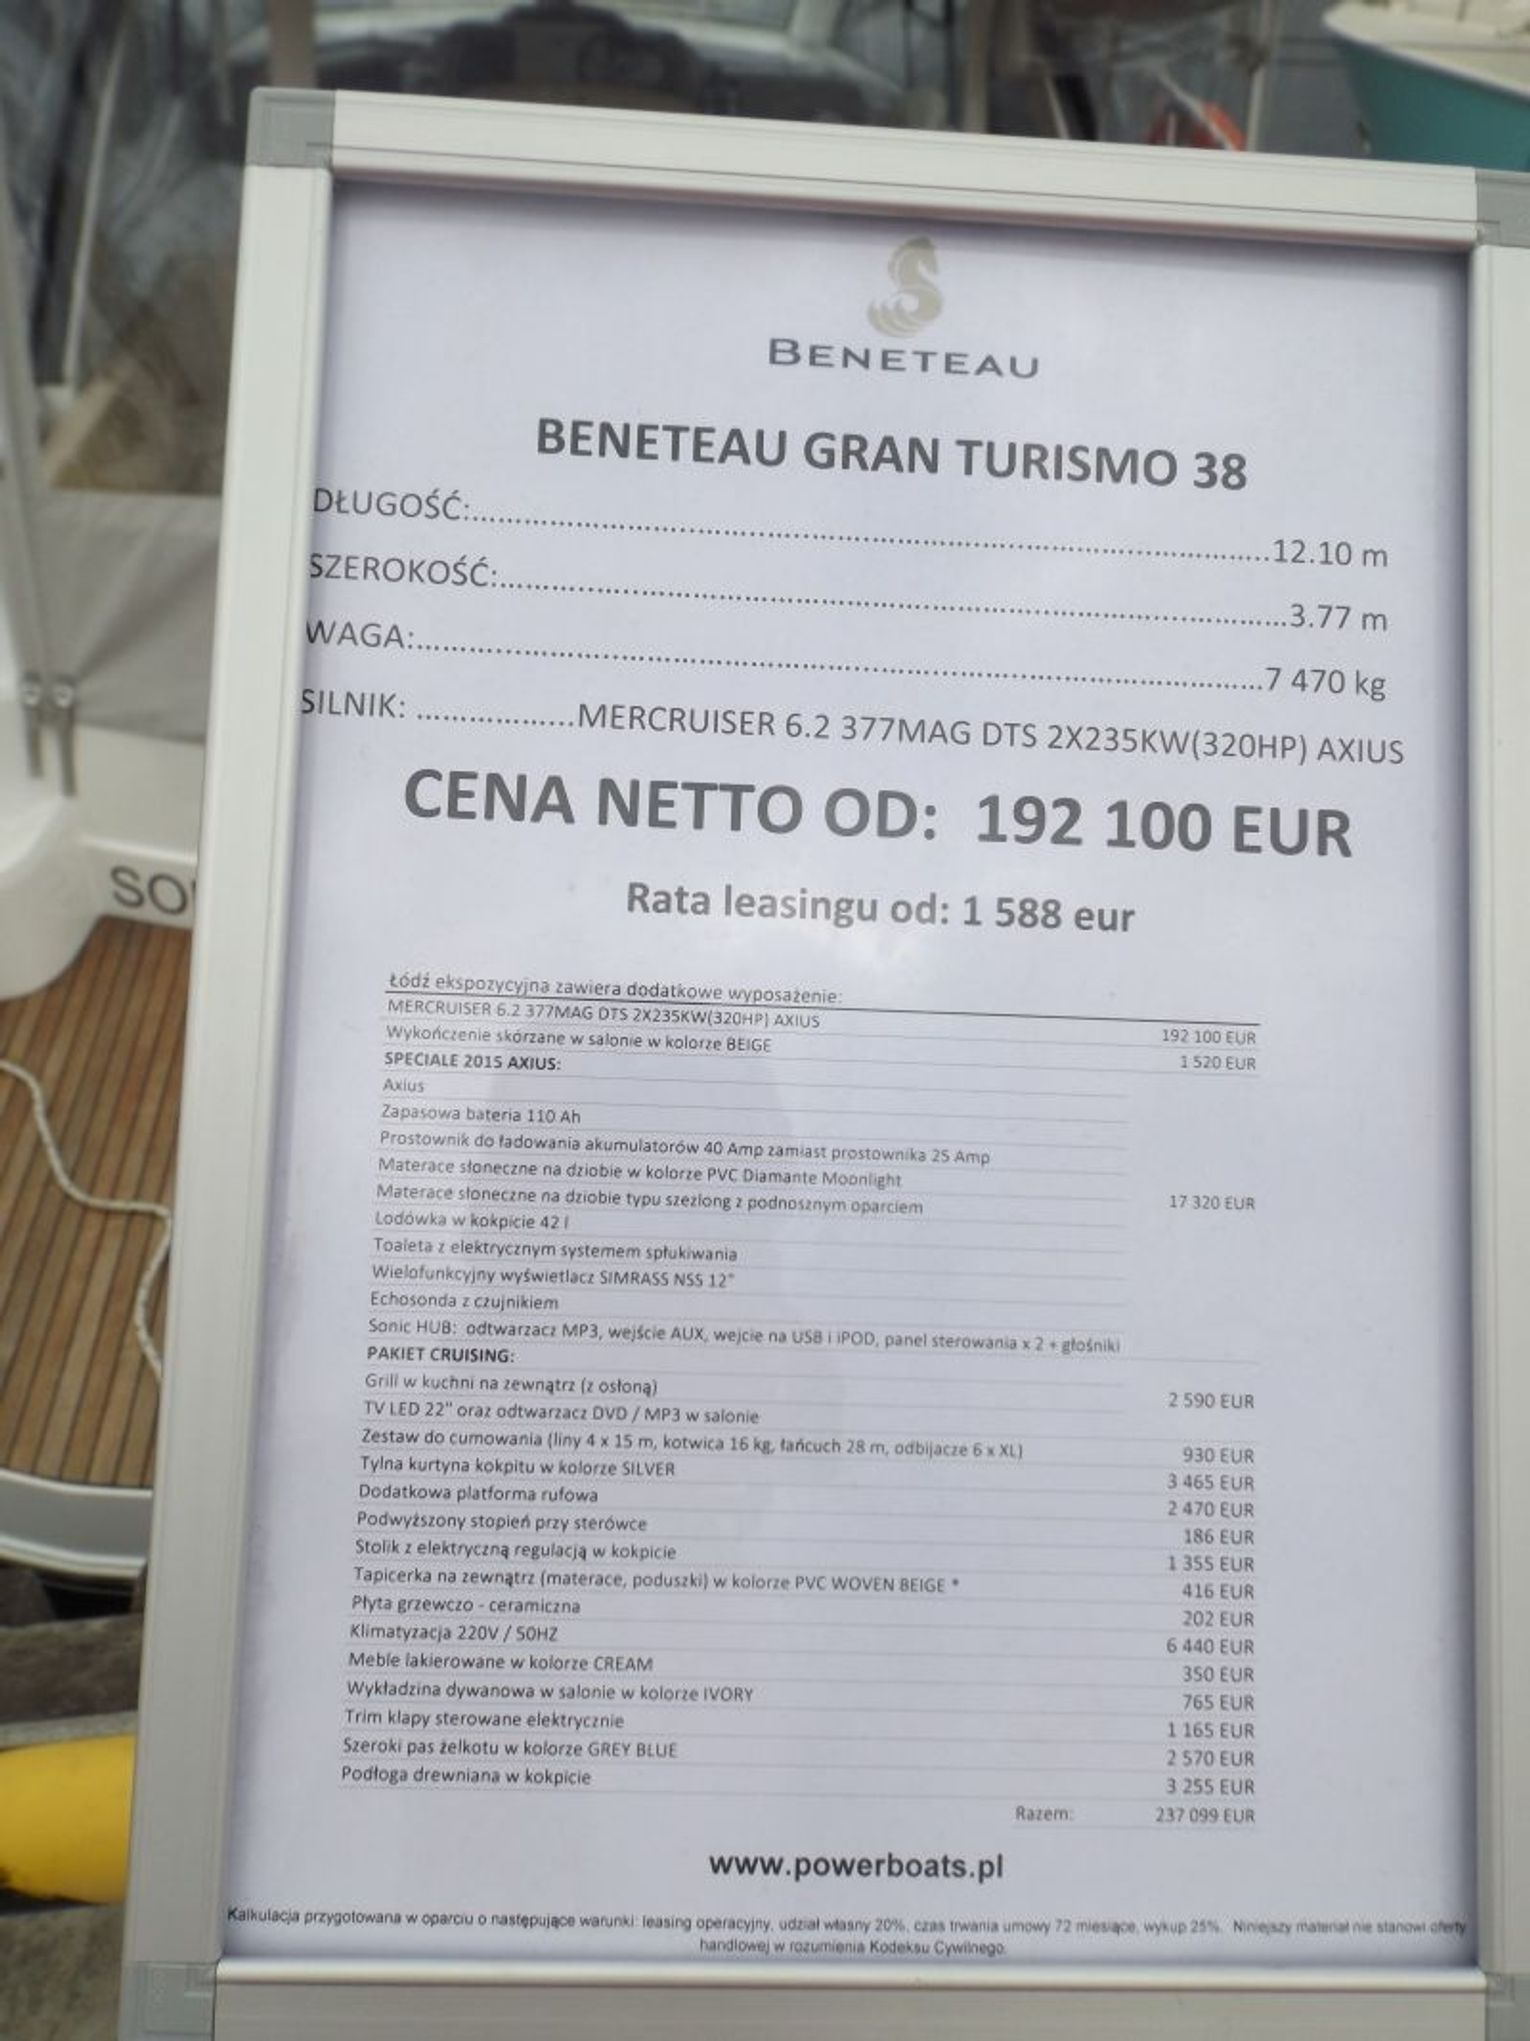 BENETEAU
BENETEAU GRAN TURISMO 38
DŁUGOŚĆ:..........12.10 m
SZEROKOŚĆ:..........3.77 m
WAGA:..........7 470 kg
SILNIK: ..........MERCRUISER 6.2 377MAG DTS 2X235KW(320HP) AXIUS
CENA NETTO OD: 192 100 EUR
Rata leasingu od: 1 588 eur
SO
Łódź ekspozycyjna zawiera dodatkowe wyposażenie:
MERCRUISER 6.2 377MAG DTS 2X235KW(320HP) AXIUS 192 100 EUR
Wykończenie skórzane w salonie w kolorze BEIGE 1 520 EUR
SPECIALE 2015 AXIUS:
Axius
Zapasowa bateria 110 Ah
Prostownik do ładowania akumulatorów 40 Amp zamiast prostownika 25 Amp
Materace słoneczne na dziobie w kolorze PVC Diamante Moonlight
Materace słoneczne na dziobie typu szezlong z podnosznym oparciem 17 320 EUR
Lodówka w kokpicie 42 l
Toaleta z elektrycznym systemem spłukiwania
Wielofunkcyjny wyświetlacz SIMRASS NSS 12"
Echosonda z czujnikiem
Sonic HUB: odtwarzacz MP3, wejście AUX, wejcie na USB i iPOD, panel sterowania x 2 + głośniki
PAKIET CRUISING:
Grill w kuchni na zewnątrz (z osłoną) 2 590 EUR
TV LED 22" oraz odtwarzacz DVD / MP3 w salonie
Zestaw do cumowania (liny 4 x 15 m, kotwica 16 kg, łańcuch 28 m, odbijacze 6 x XL) 930 EUR
Tylna kurtyna kokpitu w kolorze SILVER 3 465 EUR
Dodatkowa platforma rufowa 2 470 EUR
Podwyższony stopień przy sterówce 186 EUR
Stolik z elektryczną regulacją w kokpicie 1 355 EUR
Tapicerka na zewnątrz (materace, poduszki) w kolorze PVC WOVEN BEIGE * 416 EUR
Płyta grzewczo - ceramiczna 202 EUR
Klimatyzacja 220V / 50HZ 6 440 EUR
Meble lakierowane w kolorze CREAM 350 EUR
Wykładzina dywanowa w salonie w kolorze IVORY 765 EUR
Trim klapy sterowane elektrycznie 1 165 EUR
Szeroki pas żelkotu w kolorze GREY BLUE 2 570 EUR
Podłoga drewniana w kokpicie 3 255 EUR
Razem: 237 099 EUR
www.powerboats.pl
Kalkulacja przygotowana w oparciu o następujące warunki: leasing operacyjny, udział własny 20%, czas trwania umowy 72 miesiące, wykup 25%. Niniejszy materiał nie stanowi oferty
handlowej w rozumienia Kodeksu Cywilnego.